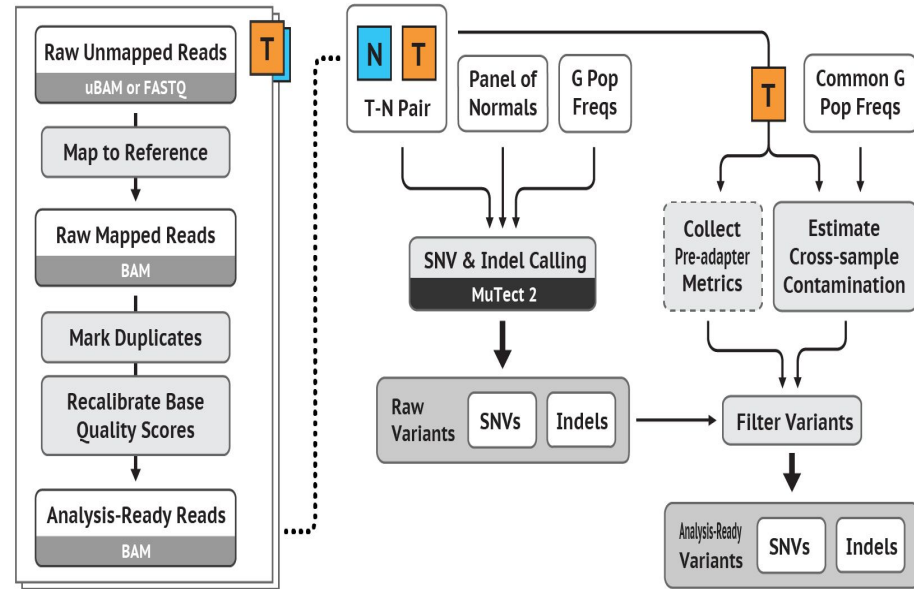 Raw Unmapped Reads
uBAM or FASTQ
T
Map to Reference
Raw Mapped Reads
BAM
Mark Duplicates
Recalibrate Base
Quality Scores
Analysis-Ready Reads
BAM
N T
T-N Pair
Panel of
Normals
G Pop
Freqs
SNV & Indel Calling
MuTect 2
Raw
Variants
SNVs
Indels
T
Common G
Pop Freqs
Collect
Pre-adapter
Metrics
Estimate
Cross-sample
Contamination
Filter Variants
Analysis-Ready
Variants
SNVs
Indels